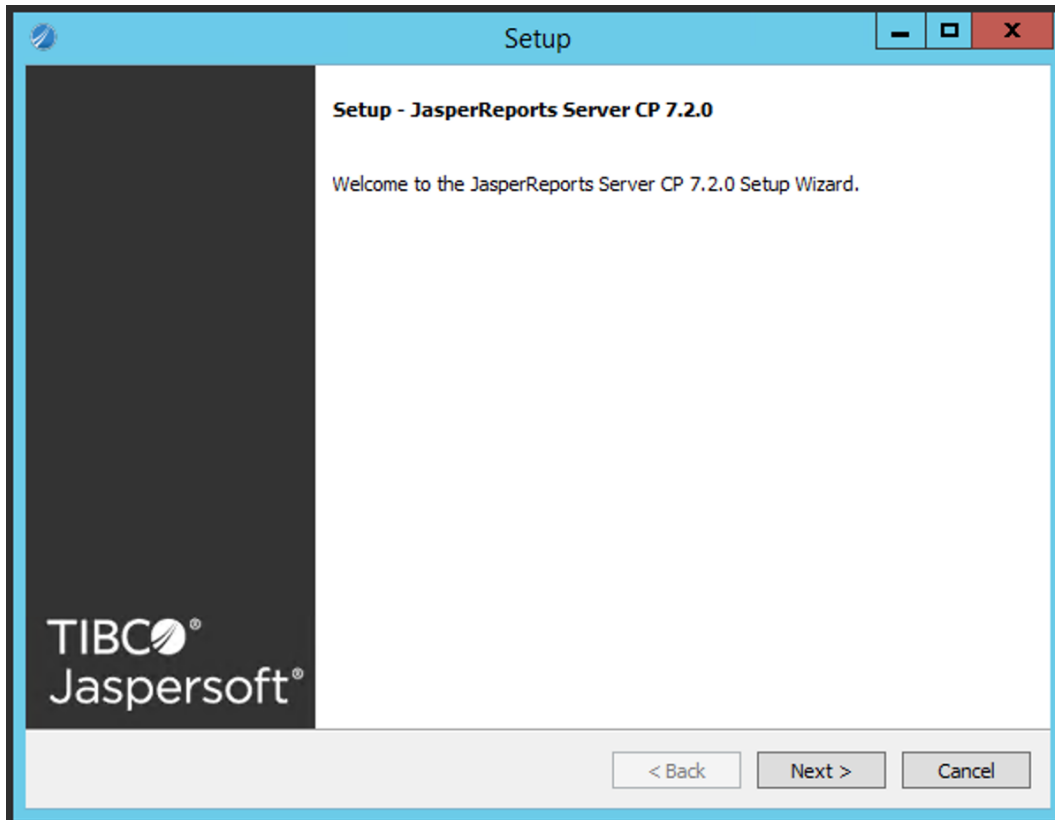 Setup
Setup - JasperReports Server CP 7.2.0
Welcome to the JasperReports Server CP 7.2.0 Setup Wizard.
TIBCO®
Jaspersoft®
< Back
Next >
Cancel